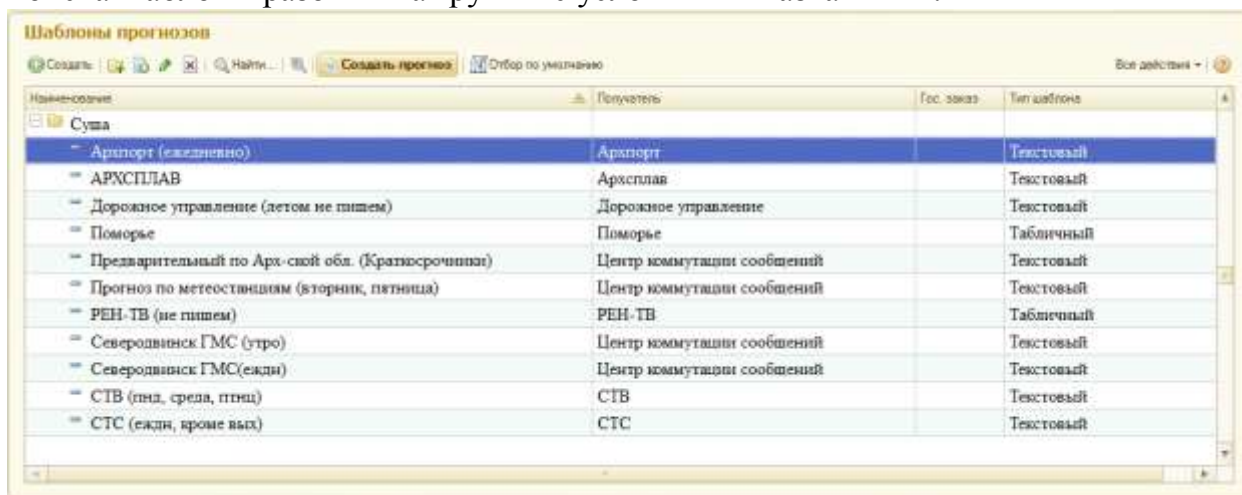 Шаблоны прогнозов
Создать Найти... Создать прогноз Отбор по умолчанию Все действия
Наименование Получатель Гос. заказ Тип шаблона
Суша
Архпорт (ежедневно) Архпорт Текстовый
АРХСПЛАВ Архсплав Текстовый
Дорожное управление (летом не пишем) Дорожное управление Текстовый
Поморье Поморье Табличный
Предварительный по Арх-ской обл. (Краткосрочники) Центр коммутации сообщений Текстовый
Прогноз по метеостанциям (вторник, пятница) Центр коммутации сообщений Текстовый
РЕН-ТВ (не пишем) РЕН-ТВ Табличный
Северодвинск ГМС (утро) Центр коммутации сообщений Текстовый
Северодвинск ГМС(ежди) Центр коммутации сообщений Текстовый
СТВ (пнд, среда, птнц) СТВ Текстовый
СТС (ежди, кроме вых) СТС Текстовый